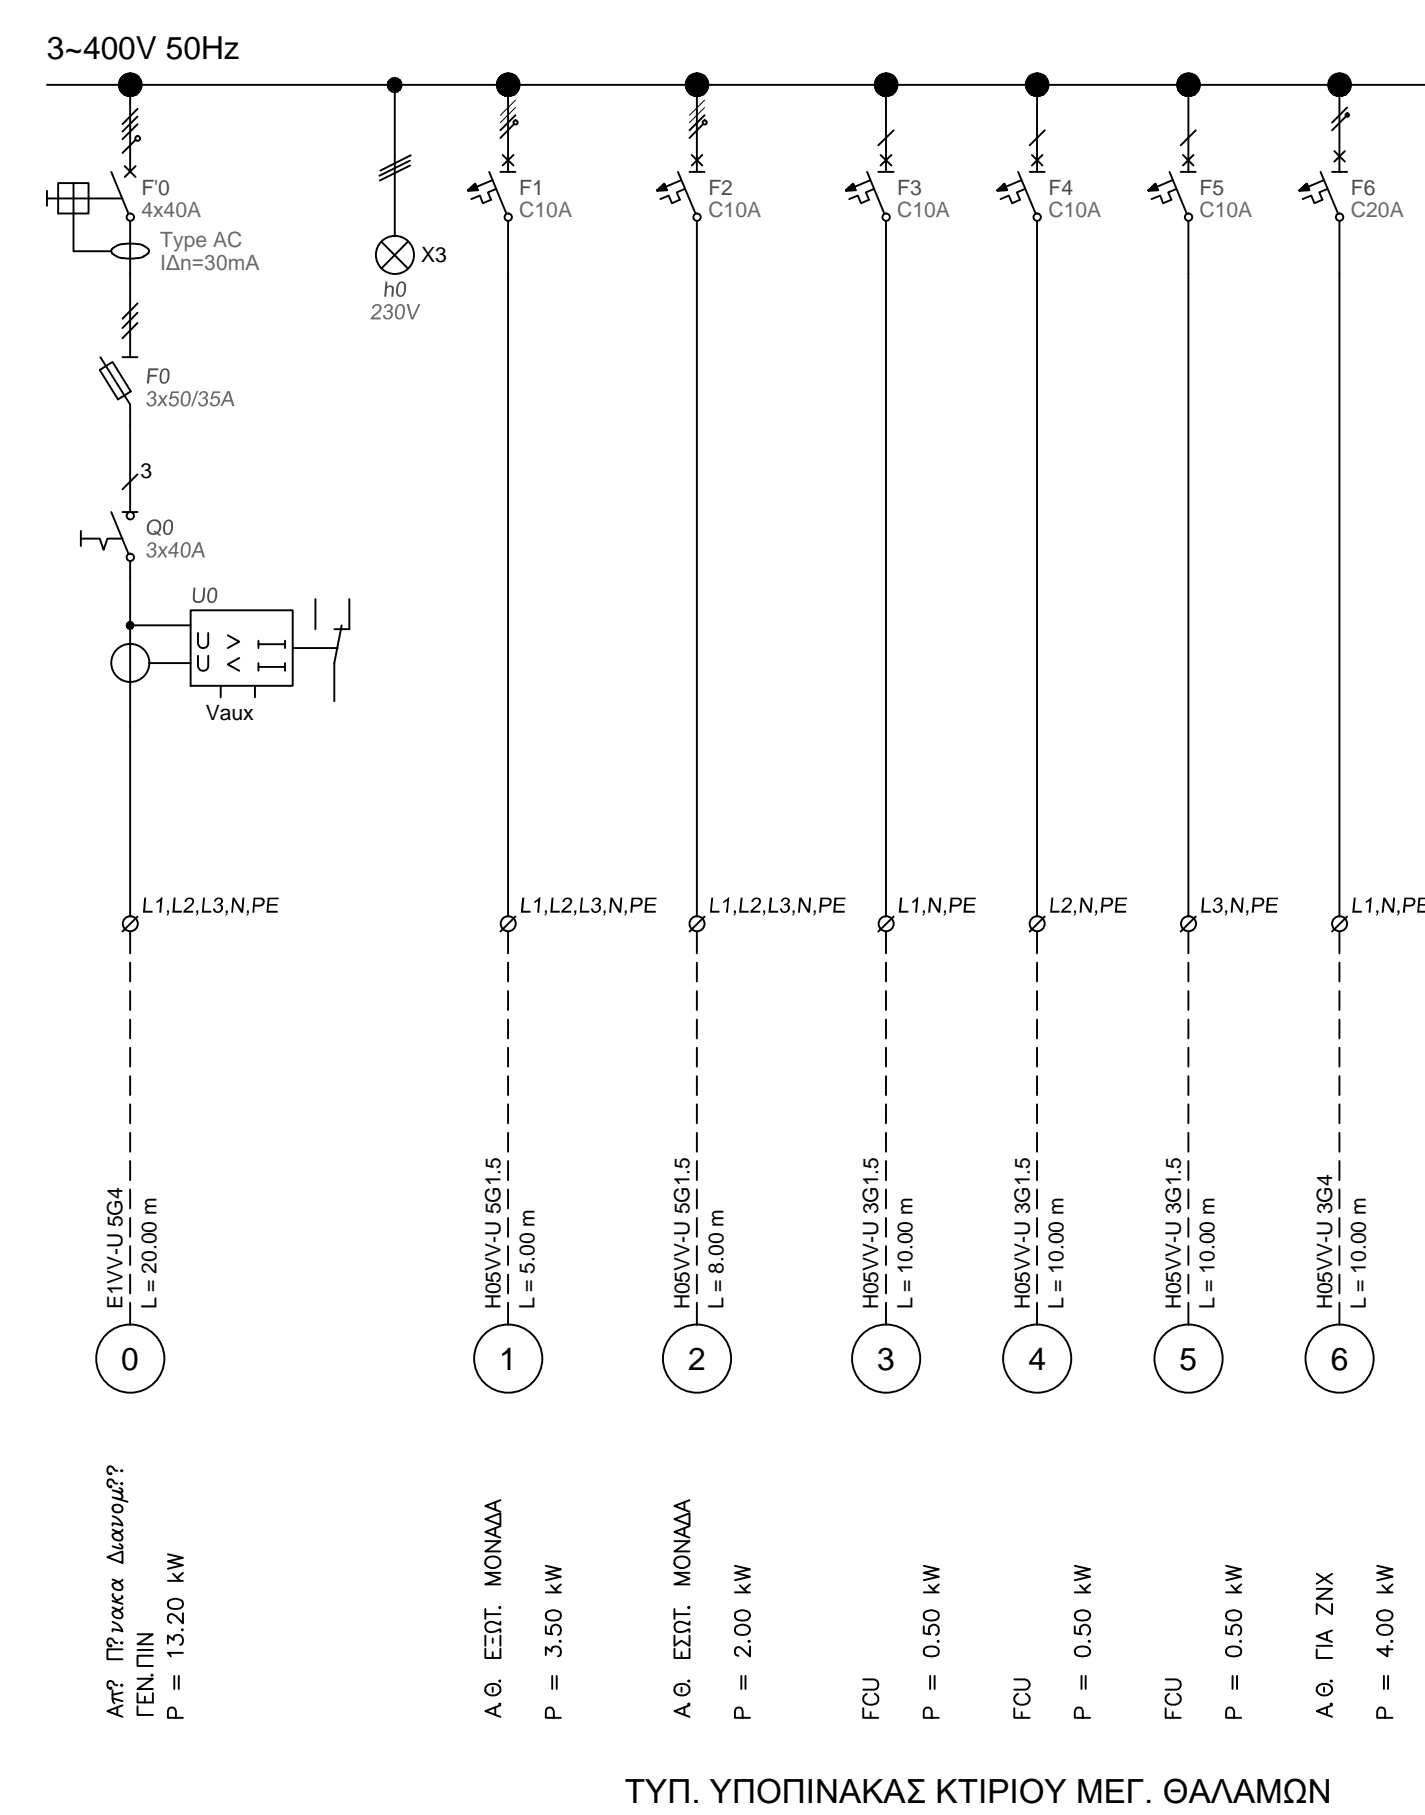 3~400V 50Hz
F'0
4x40A
Type AC
IΔn=30mA
F0
3x50/35A
3
Q0
3x40A
U0
Vaux
X3
h0
230V
F1
C10A
F2
C10A
F3
C10A
F4
C10A
F5
C10A
F6
C20A
L1,L2,L3,N,PE
L1,L2,L3,N,PE
L1,L2,L3,N,PE
L1,N,PE
L2,N,PE
L3,N,PE
L1,N,PE
E1VV-U 5G4
L = 20.00 m
H05VV-U 5G1.5
L = 5.00 m
H05VV-U 5G1.5
L = 8.00 m
H05VV-U 3G1.5
L = 10.00 m
H05VV-U 3G1.5
L = 10.00 m
H05VV-U 3G1.5
L = 10.00 m
H05VV-U 3G4
L = 10.00 m
0
1
2
3
4
5
6
Απ? Π?νακα Διανομ??
ΓΕΝ.ΠΙΝ
P = 13.20 kW
Α.Θ. ΕΞΩΤ. ΜΟΝΑΔΑ
P = 3.50 kW
Α.Θ. ΕΣΩΤ. ΜΟΝΑΔΑ
P = 2.00 kW
FCU
P = 0.50 kW
FCU
P = 0.50 kW
FCU
P = 0.50 kW
Α.Θ. ΓΙΑ ΖΝΧ
P = 4.00 kW
ΤΥΠ. ΥΠΟΠΙΝΑΚΑΣ ΚΤΙΡΙΟΥ ΜΕΓ. ΘΑΛΑΜΩΝ